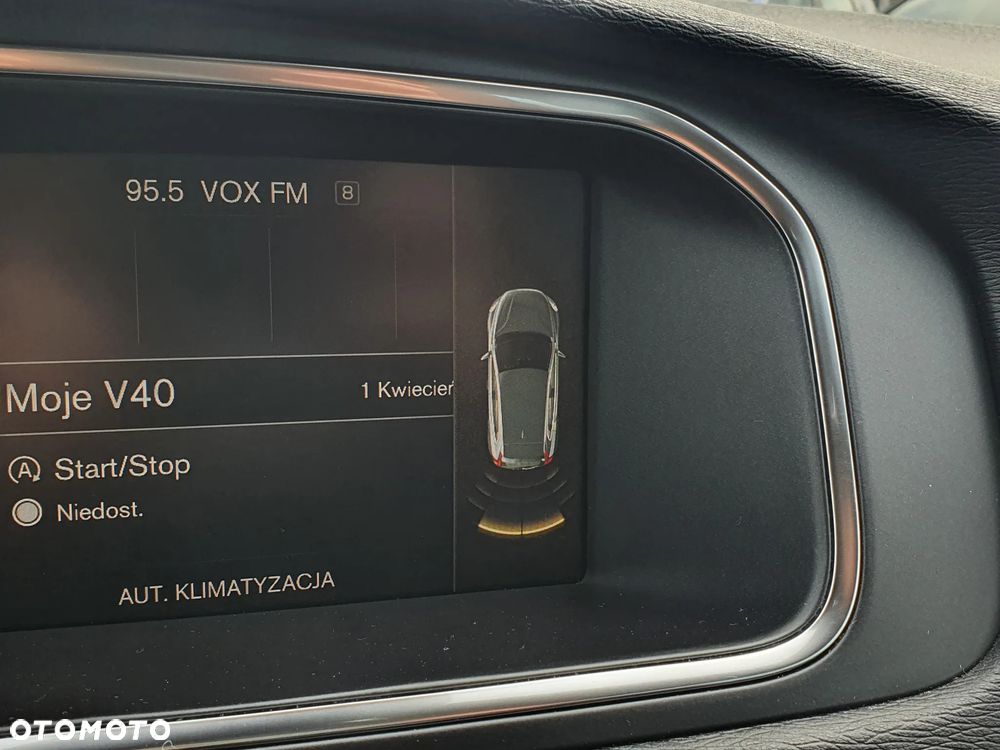 95.5 VOX FM 8
Moje V40
1 Kwiecień
A Start/Stop
Niedost.
AUT. KLIMATYZACJA
OTOMOTO